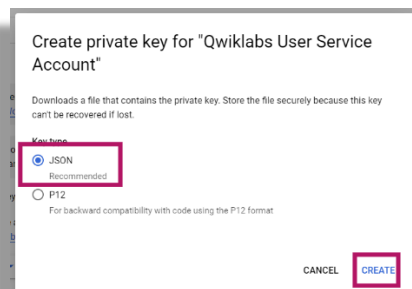 Create private key for "Qwiklabs User Service
Account"
Downloads a file that contains the private key. Store the file securely because this key
can't be recovered if lost.
Key type
JSON
Recommended
P12
For backward compatibility with code using the P12 format
CANCEL CREATE